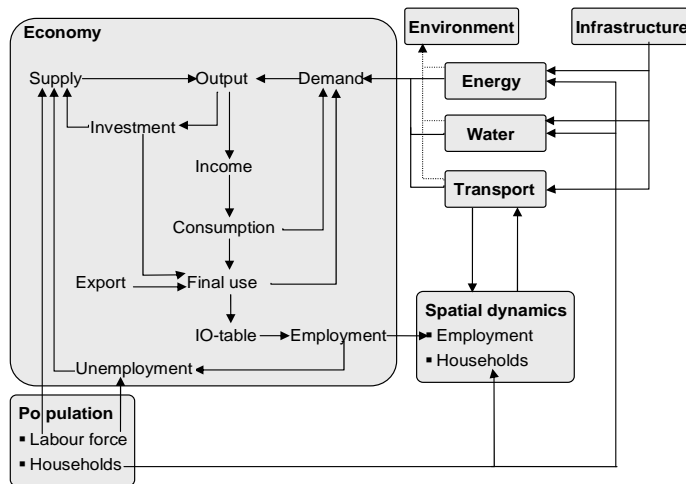 Economy
Environment
Infrastructure
Supply
Output
Demand
Energy
Investment
Water
Income
Transport
Consumption
Export
Final use
Spatial dynamics
IO-table
Employment
▪ Employment
▪ Households
Unemployment
Population
▪ Labour force
▪ Households